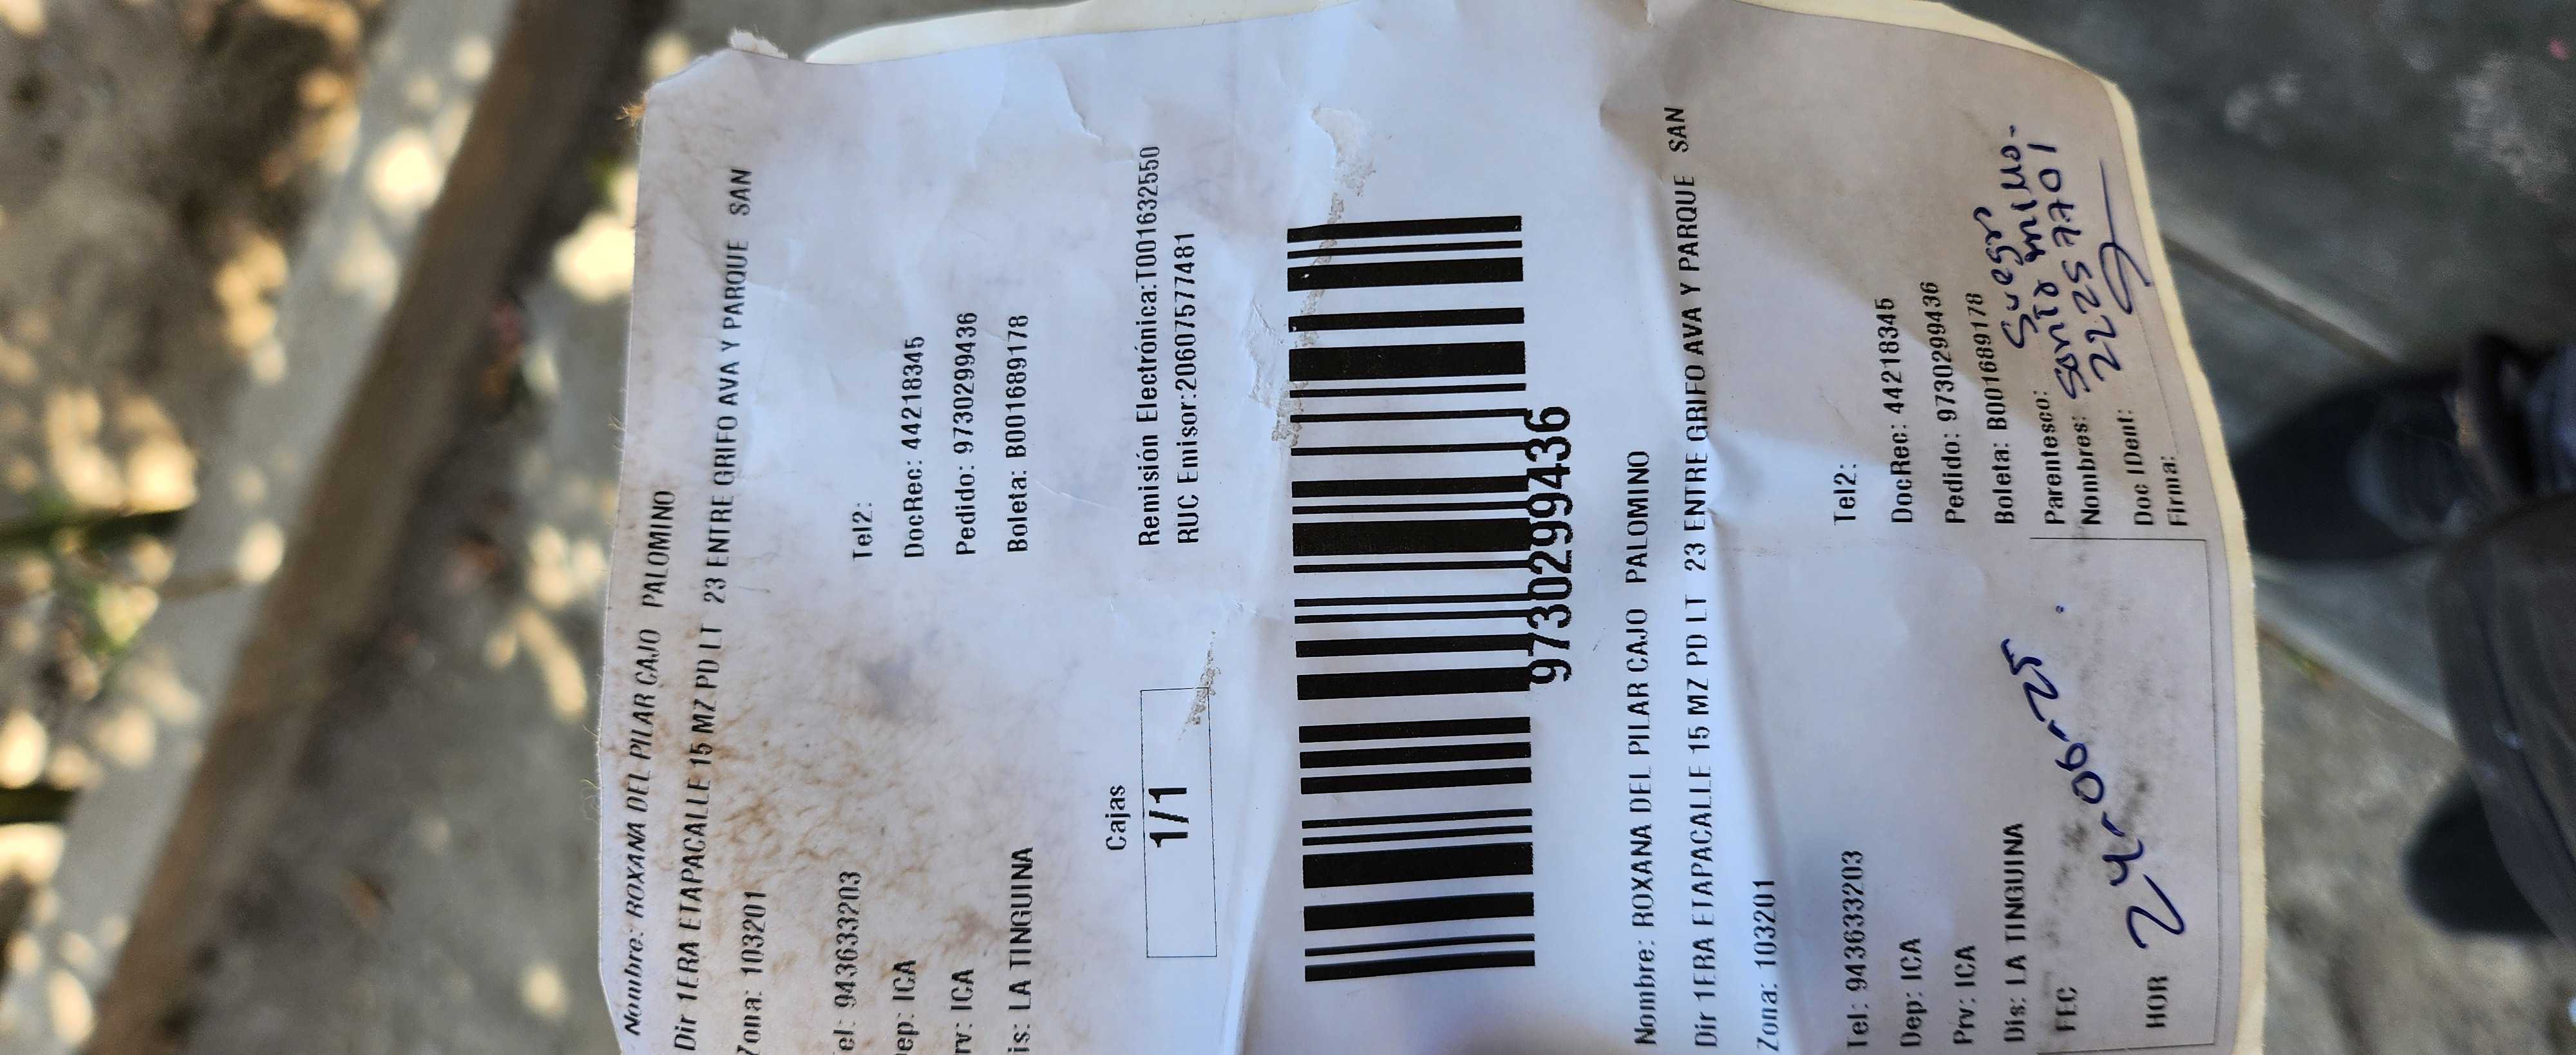 Nombre: ROXANA DEL PILAR CAJO PALOMINO
Dir 1ERA ETAPACALLE 15 MZ PD LT 23 ENTRE GRIFO AVA Y PARQUE SAN
Zona: 103201
el: 943633203 Tel2:
ep: ICA DocRec: 44218345
rv: ICA Pedido: 9730299436
is: LA TINGUINA Boleta: B001689178
Cajas
1/1
Remisión Electrónica:T001632550
RUC Emisor:20607577481
9730299436
Nombre: ROXANA DEL PILAR CAJO PALOMINO
Dir 1ERA ETAPACALLE 15 MZ PD LT 23 ENTRE GRIFO AVA Y PARQUE SAN
Zona: 103201
Tel: 943633203 Tel2:
Dep: ICA DocRec: 44218345
Prv: ICA Pedido: 9730299436
Dis: LA TINGUINA Boleta: B001689178
FEC 24-06-25
HOR
Parentesco: Suegra
Nombres:
Doc IDent:
Firma: